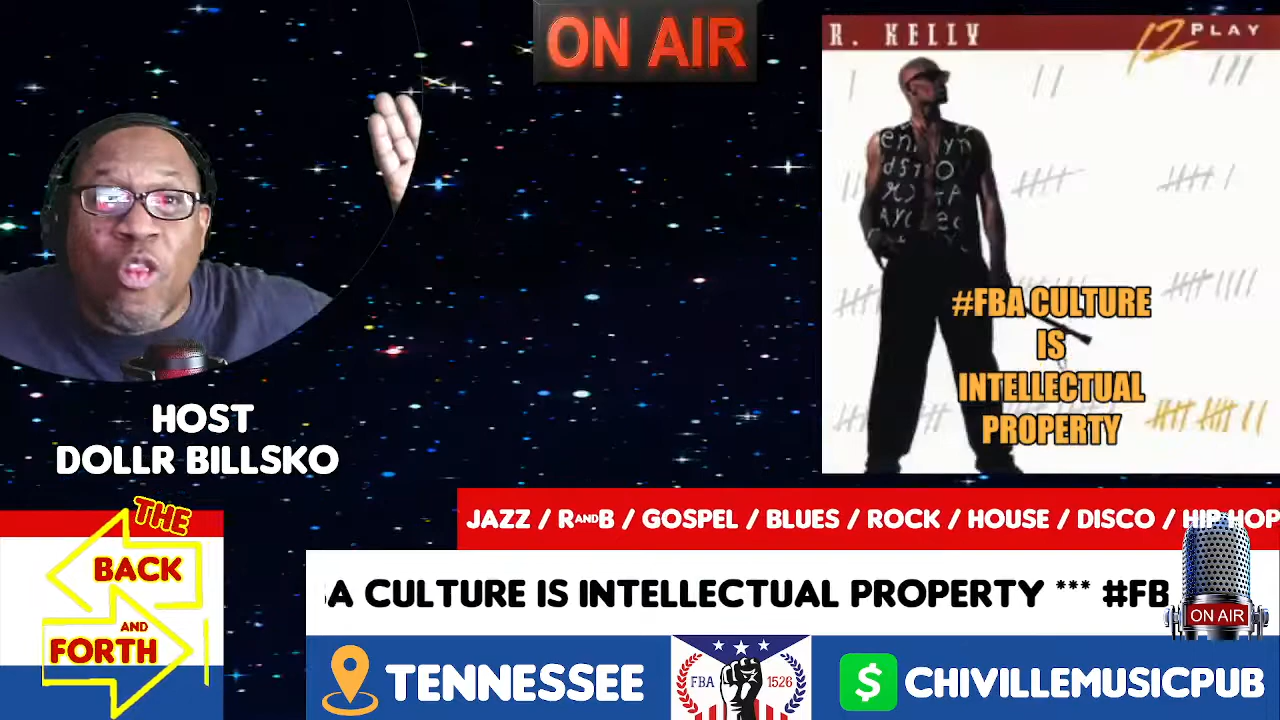 ON AIR
R. KELLY
12 PLAY
#FBA CULTURE
IS
INTELLECTUAL
PROPERTY
HOST
DOLLR BILLSKO
THE
BACK
AND
FORTH
JAZZ / RANDB / GOSPEL / BLUES / ROCK / HOUSE / DISCO / HIP HOP
A CULTURE IS INTELLECTUAL PROPERTY *** #FB
ON AIR
TENNESSEE
FBA 1526
$ CHIVILLEMUSICPUB